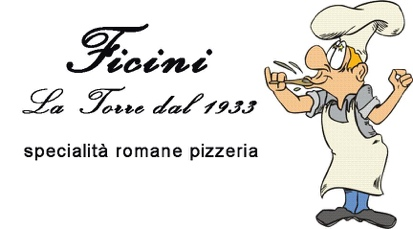 Ficini
La Torre dal 1933
specialità romane pizzeria